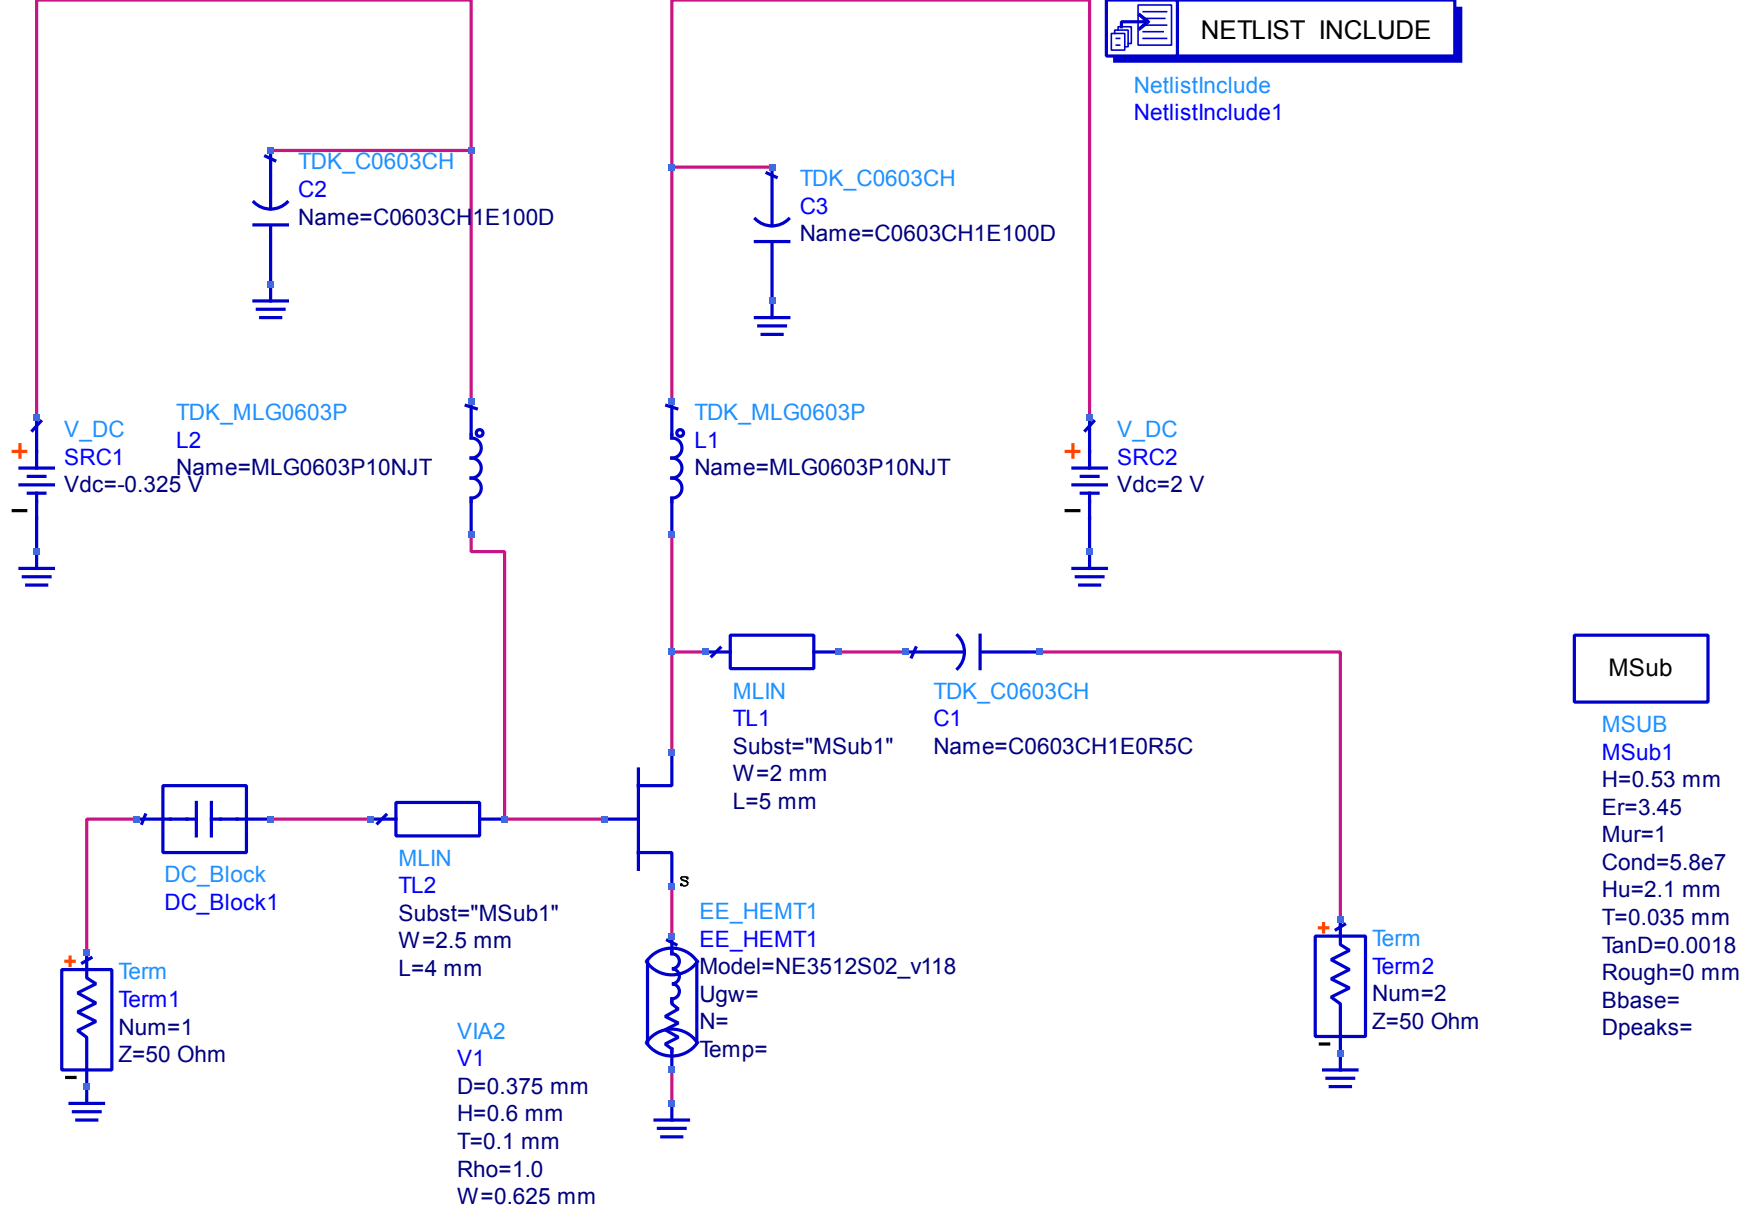 NETLIST INCLUDE
NetlistInclude
NetlistInclude1
TDK_C0603CH
C2
Name=C0603CH1E100D
TDK_C0603CH
C3
Name=C0603CH1E100D
+
V_DC
SRC1
Vdc=-0.325 V
−
TDK_MLG0603P
L2
Name=MLG0603P10NJT
TDK_MLG0603P
L1
Name=MLG0603P10NJT
+
V_DC
SRC2
Vdc=2 V
−
MLIN
TL1
Subst="MSub1"
W=2 mm
L=5 mm
TDK_C0603CH
C1
Name=C0603CH1E0R5C
MSub
MSUB
MSub1
H=0.53 mm
Er=3.45
Mur=1
Cond=5.8e7
Hu=2.1 mm
T=0.035 mm
TanD=0.0018
Rough=0 mm
Bbase=
Dpeaks=
DC_Block
DC_Block1
MLIN
TL2
Subst="MSub1"
W=2.5 mm
L=4 mm
S
EE_HEMT1
EE_HEMT1
Model=NE3512S02_v118
Ugw=
N=
Temp=
+
Term
Term1
Num=1
Z=50 Ohm
−
VIA2
V1
D=0.375 mm
H=0.6 mm
T=0.1 mm
Rho=1.0
W=0.625 mm
+
Term
Term2
Num=2
Z=50 Ohm
−